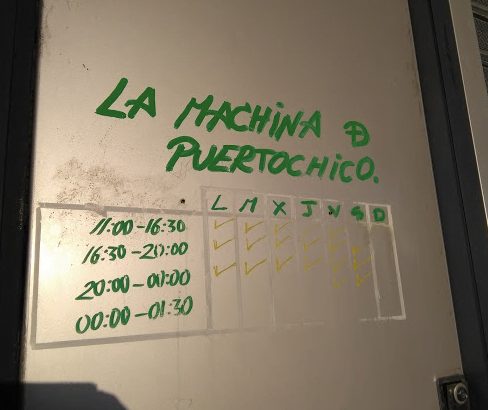 LA MACHINA D
PUERTOCHICO.
L M X J V S D
11:00-16:30 ✓ ✓ ✓ ✓ ✓
16:30-20:00 ✓ ✓ ✓ ✓ ✓ ✓
20:00-00:00 ✓ ✓ ✓ ✓ ✓ ✓
00:00-01:30